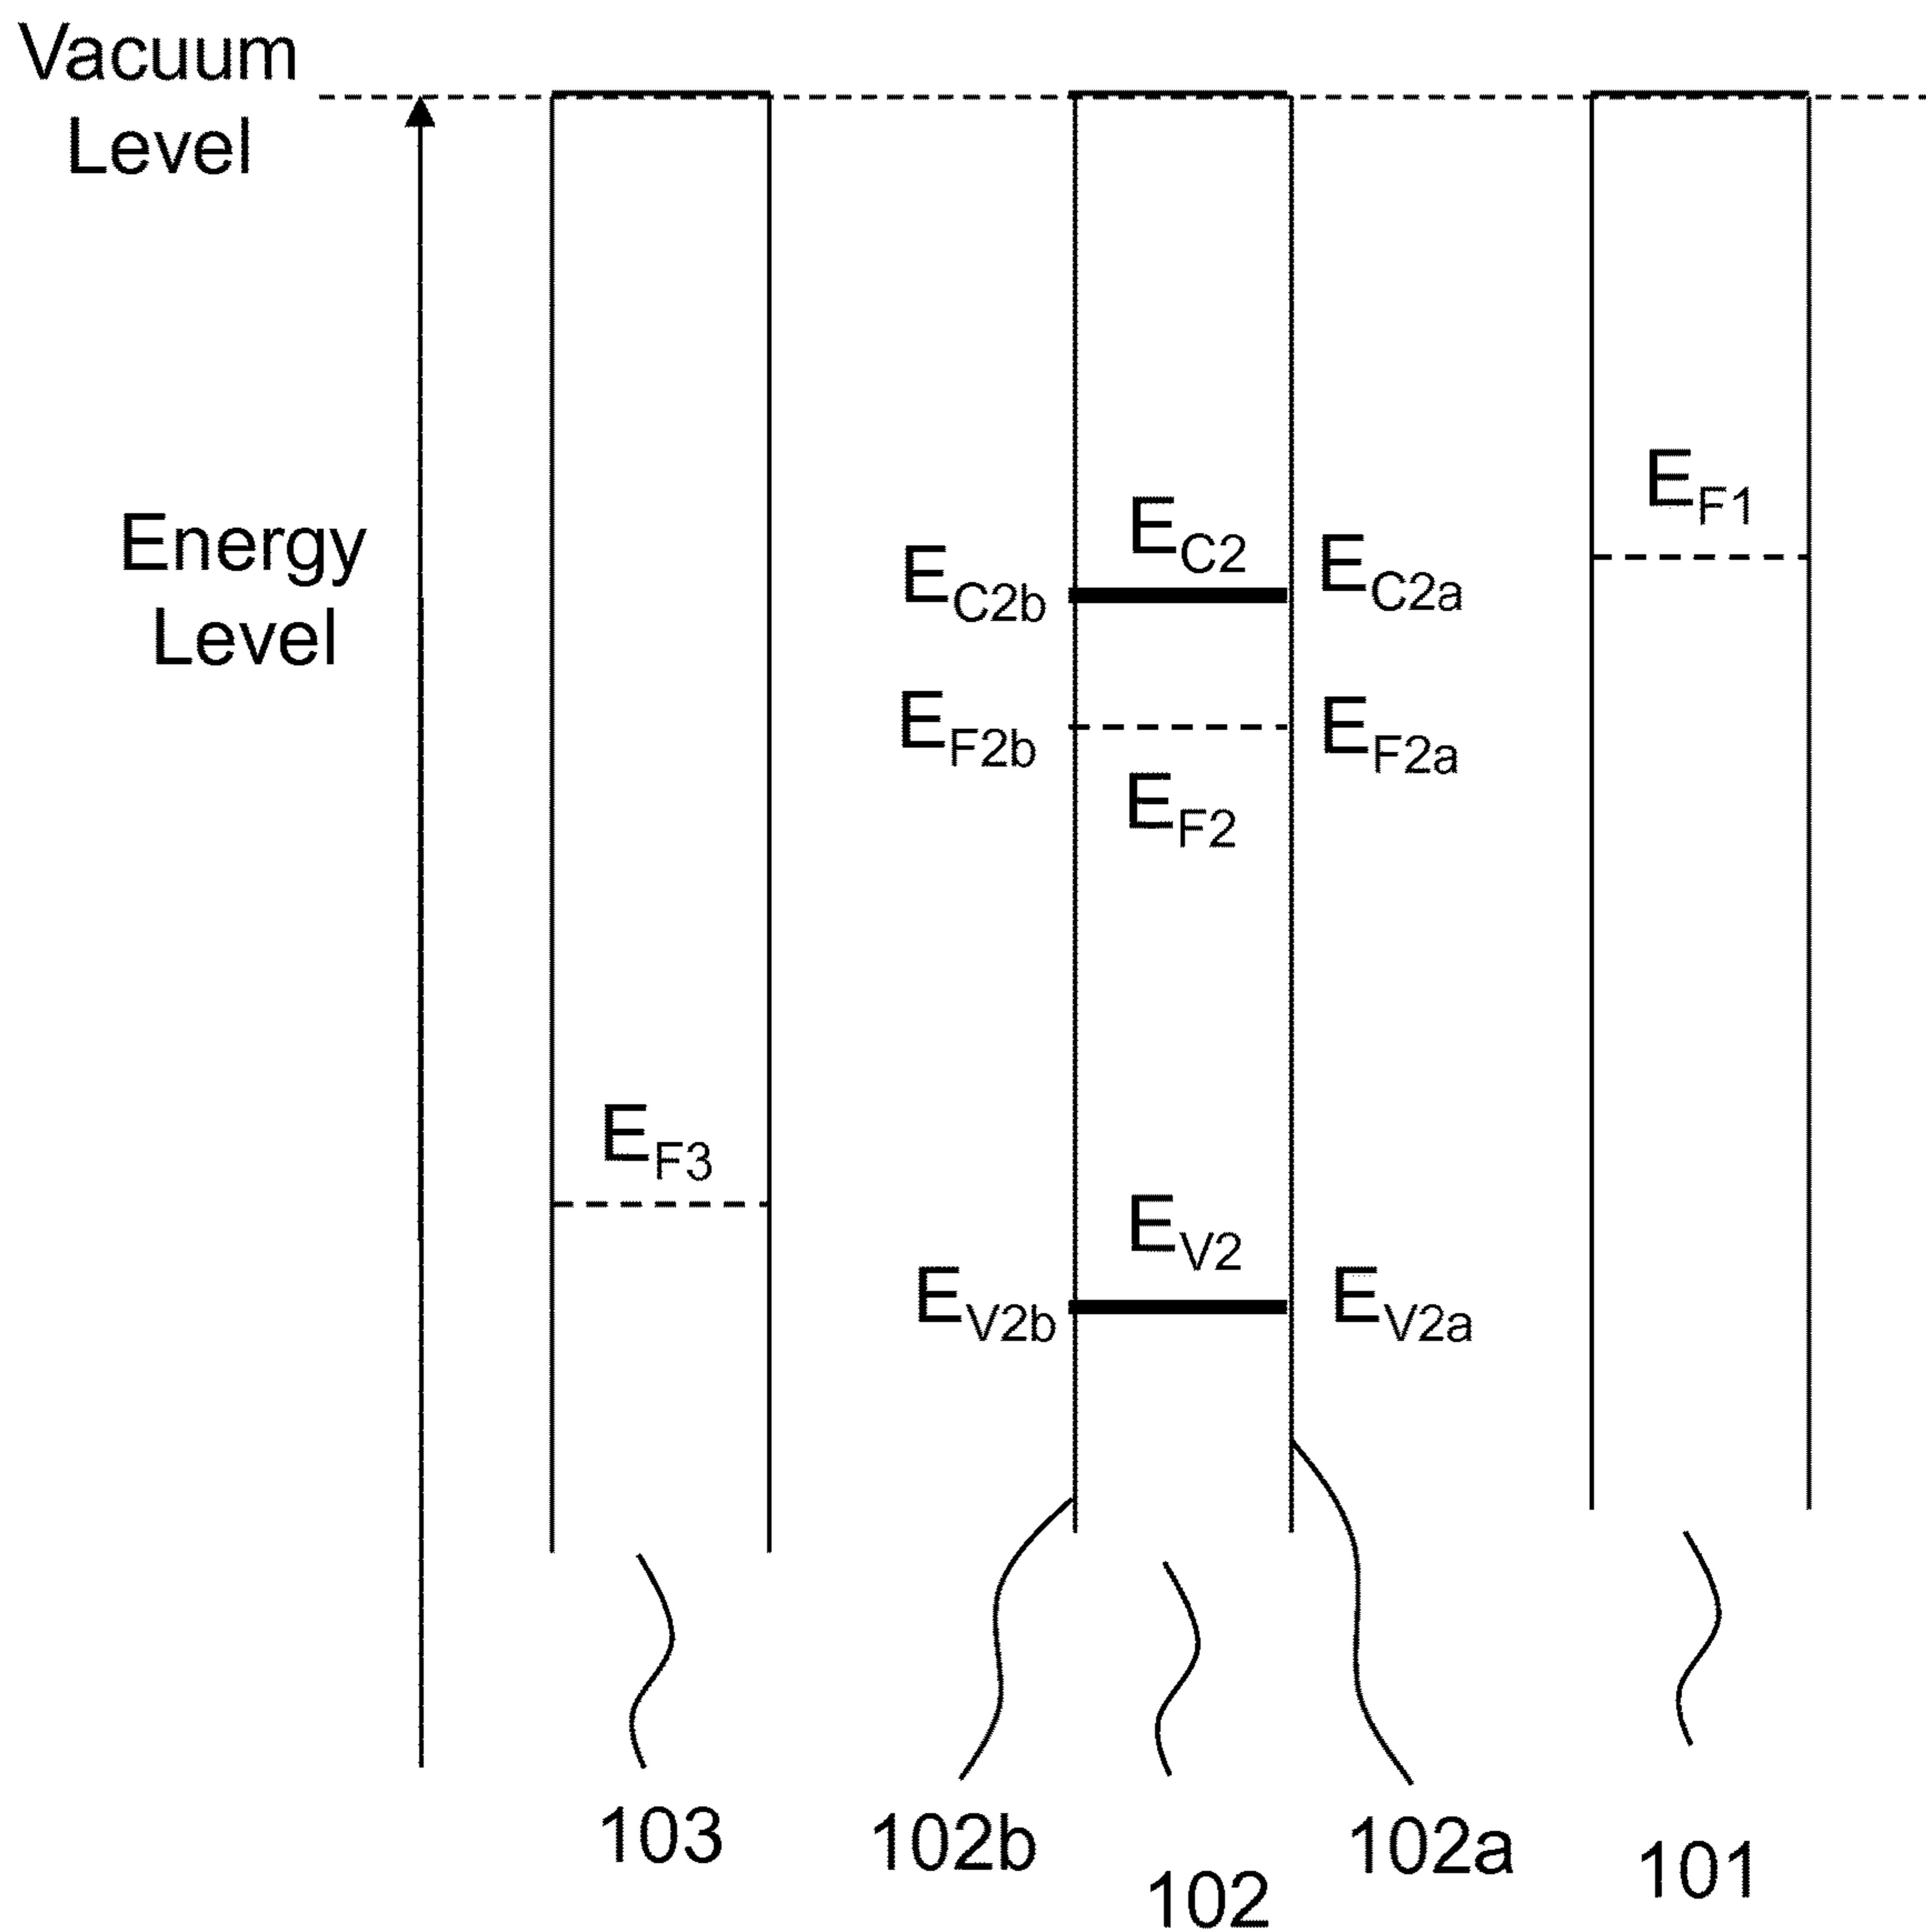 Vacuum
Level
Energy
Level
E_F3
E_C2b
E_C2
E_C2a
E_F2b
E_F2
E_F2a
E_V2b
E_V2
E_V2a
E_F1
103
102b
102
102a
101